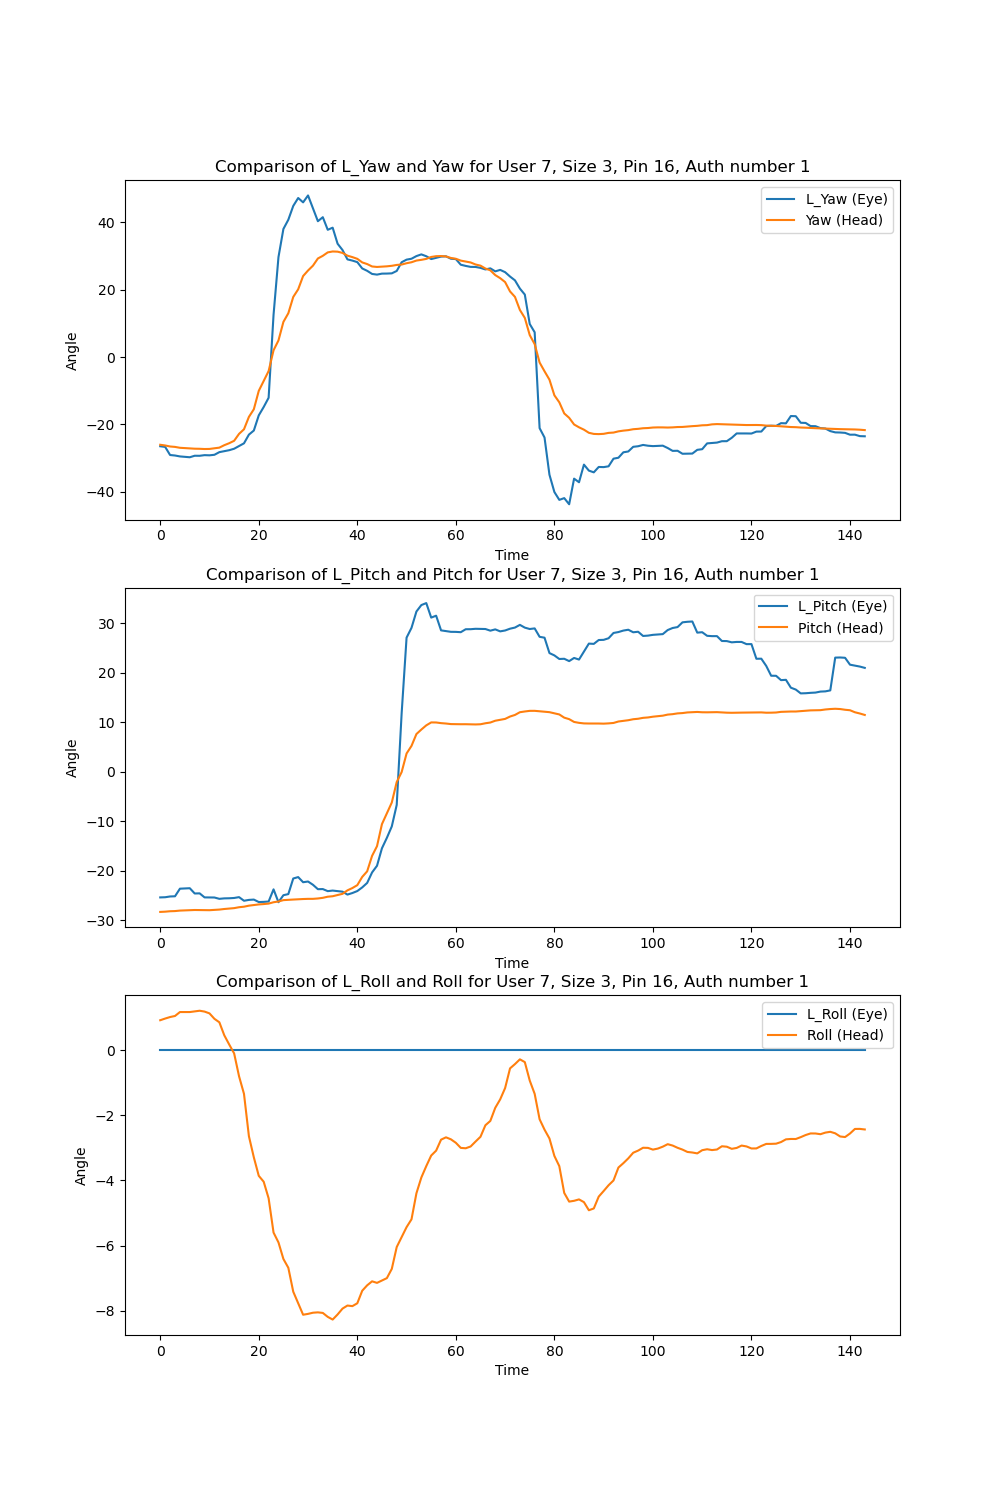 Comparison of L_Yaw and Yaw for User 7, Size 3, Pin 16, Auth number 1
L_Yaw (Eye)
Yaw (Head)
40
20
0
−20
−40
Angle
0 20 40 60 80 100 120 140
Time
Comparison of L_Pitch and Pitch for User 7, Size 3, Pin 16, Auth number 1
L_Pitch (Eye)
Pitch (Head)
30
20
10
0
−10
−20
−30
Angle
0 20 40 60 80 100 120 140
Time
Comparison of L_Roll and Roll for User 7, Size 3, Pin 16, Auth number 1
L_Roll (Eye)
Roll (Head)
0
−2
−4
−6
−8
Angle
0 20 40 60 80 100 120 140
Time